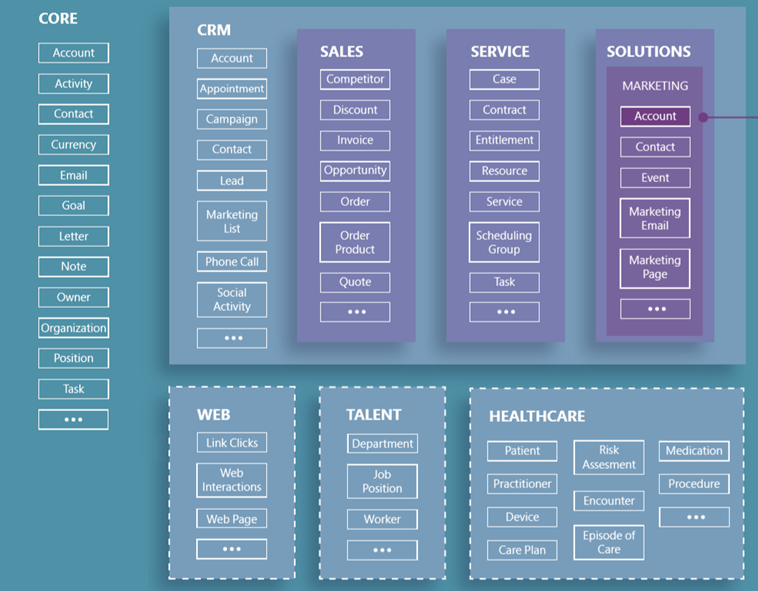 CORE
Account
Activity
Contact
Currency
Email
Goal
Letter
Note
Owner
Organization
Position
Task
•••
CRM
Account
Appointment
Campaign
Contact
Lead
Marketing
List
Phone Call
Social
Activity
•••
SALES
Competitor
Discount
Invoice
Opportunity
Order
Order
Product
Quote
•••
SERVICE
Case
Contract
Entitlement
Resource
Service
Scheduling
Group
Task
•••
SOLUTIONS
MARKETING
Account
Contact
Event
Marketing
Email
Marketing
Page
•••
WEB
Link Clicks
Web
Interactions
Web Page
•••
TALENT
Department
Job
Position
Worker
•••
HEALTHCARE
Patient
Practitioner
Device
Care Plan
Risk
Assesment
Encounter
Episode of
Care
Medication
Procedure
•••